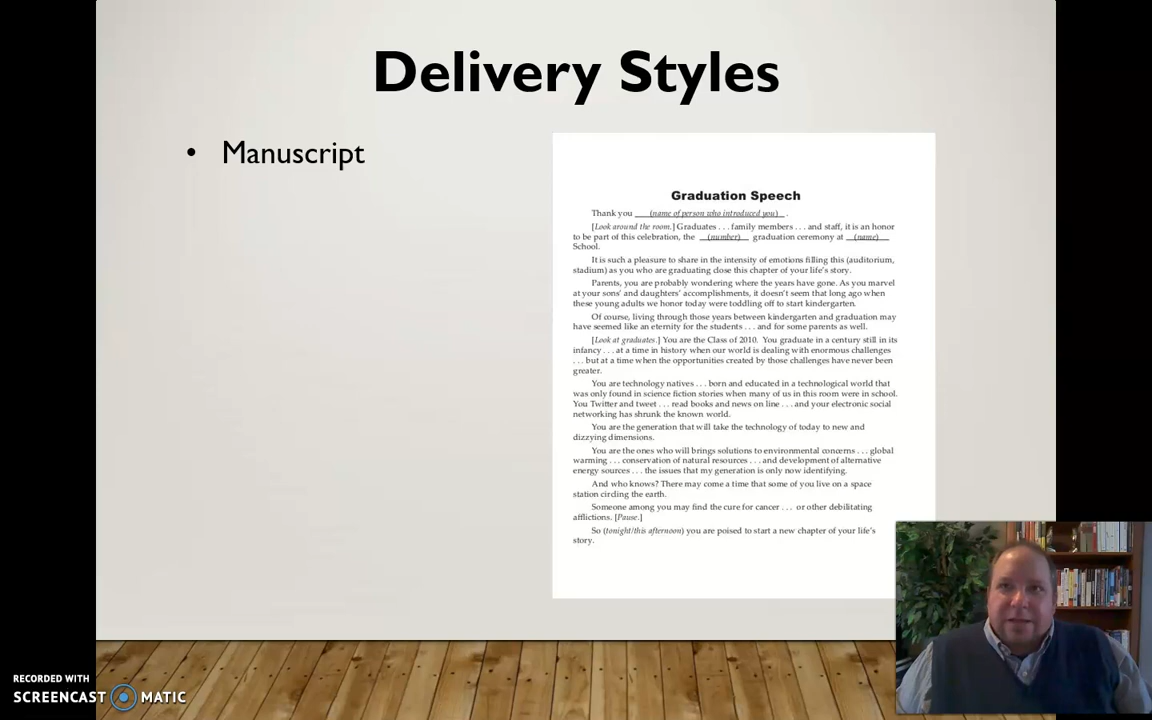 Delivery Styles
• Manuscript
Graduation Speech
Thank you (name of person who introduced you) .
[Look around the room.] Graduates . . . family members . . . and staff, it is an honor
to be part of this celebration, the (number) graduation ceremony at (name)
School.
It is such a pleasure to share in the intensity of emotions filling this (auditorium,
stadium) as you who are graduating close this chapter of your life's story.
Parents, you are probably wondering where the years have gone. As you marvel
at your sons' and daughters' accomplishments, it doesn't seem that long ago when
these young adults we honor today were toddling off to start kindergarten.
Of course, living through those years between kindergarten and graduation may
have seemed like an eternity for the students . . . and for some parents as well.
[Look at graduates.] You are the Class of 2010. You graduate in a century still in its
infancy . . . at a time in history when our world is dealing with enormous challenges
. . . but at a time when the opportunities created by those challenges have never been
greater.
You are technology natives . . . born and educated in a technological world that
was only found in science fiction stories when many of us in this room were in school.
You Twitter and tweet . . . read books and news on line . . . and your electronic social
networking has shrunk the known world.
You are the generation that will take the technology of today to new and
dizzying dimensions.
You are the ones who will brings solutions to environmental concerns . . . global
warming . . . conservation of natural resources . . . and development of alternative
energy sources . . . the issues that my generation is only now identifying.
And who knows? There may come a time that some of you live on a space
station circling the earth.
Someone among you may find the cure for cancer . . . or other debilitating
afflictions. [Pause.]
So (tonight/this afternoon) you are poised to start a new chapter of your life's
story.
RECORDED WITH
SCREENCAST MATIC